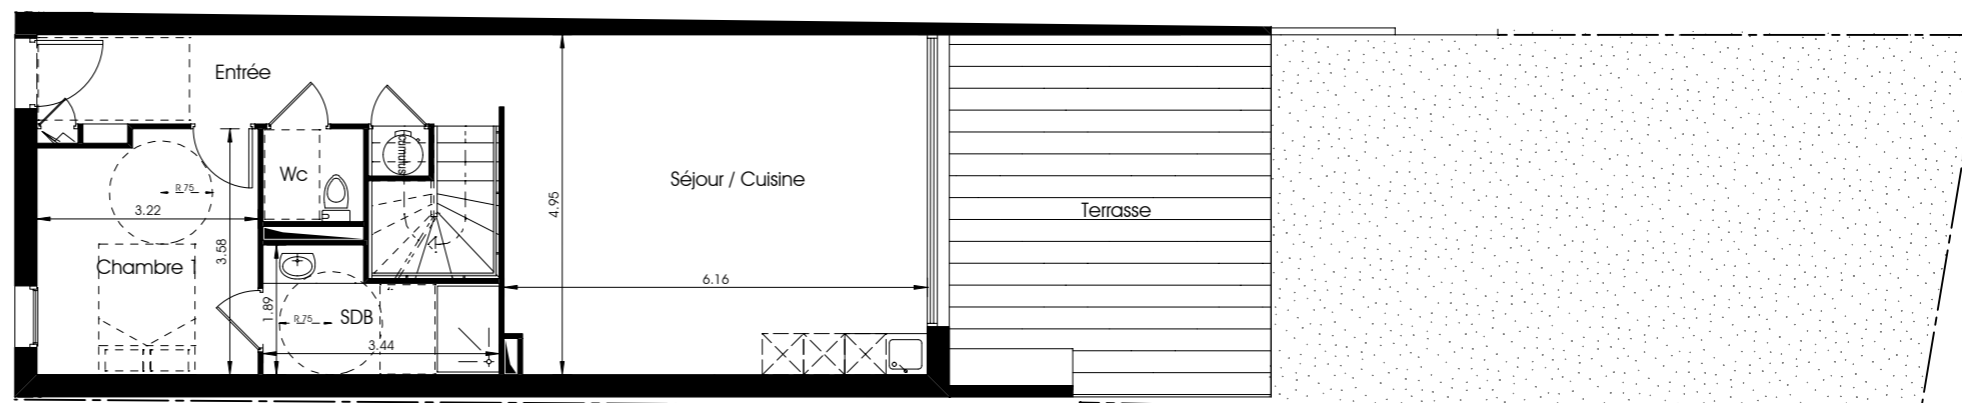 Entrée
Wc
cumulus
R.75
3.22
3.58
Chambre 1
1.89
R.75
SDB
3.44
4.95
Séjour / Cuisine
6.16
Terrasse